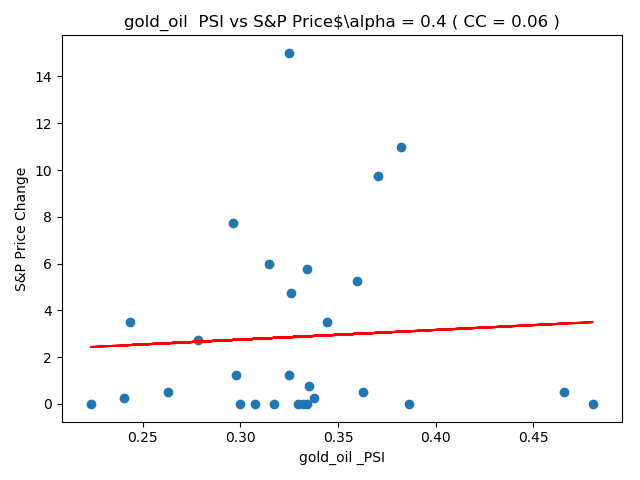 gold_oil  PSI vs S&P Price$\alpha = 0.4 ( CC = 0.06 )
14
12
10
8
6
4
2
0
S&P Price Change
0.25 0.30 0.35 0.40 0.45
gold_oil _PSI